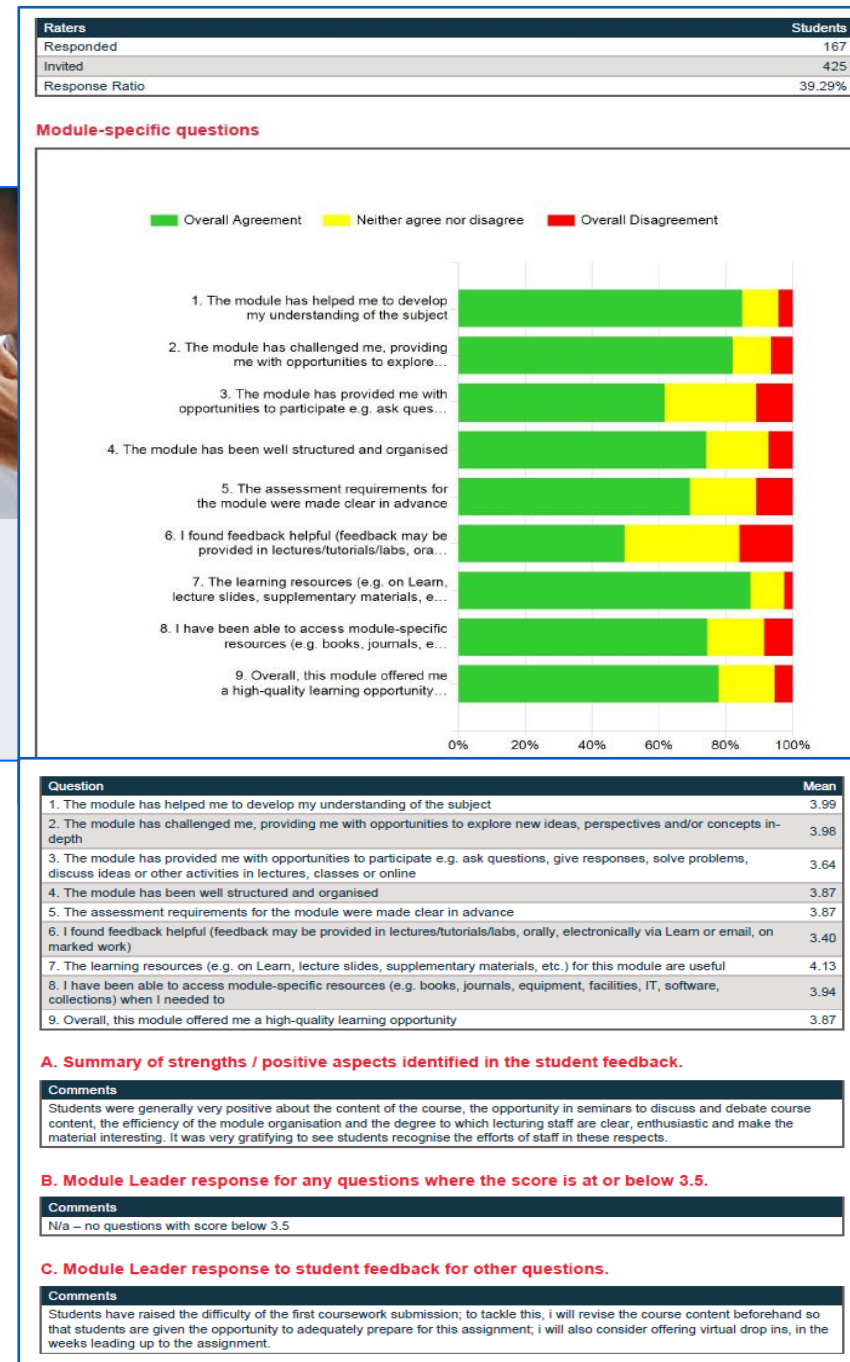 Raters Students
Responded 167
Invited 425
Response Ratio 39.29%
Module-specific questions
Overall Agreement Neither agree nor disagree Overall Disagreement
1. The module has helped me to develop
my understanding of the subject
2. The module has challenged me, providing
me with opportunities to explore...
3. The module has provided me with
opportunities to participate e.g. ask ques...
4. The module has been well structured and organised
5. The assessment requirements for
the module were made clear in advance
6. I found feedback helpful (feedback may be
provided in lectures/tutorials/labs, ora...
7. The learning resources (e.g. on Learn,
lecture slides, supplementary materials, e...
8. I have been able to access module-specific
resources (e.g. books, journals, e...
9. Overall, this module offered me
a high-quality learning opportunity...
0% 20% 40% 60% 80% 100%
Question Mean
1. The module has helped me to develop my understanding of the subject 3.99
2. The module has challenged me, providing me with opportunities to explore new ideas, perspectives and/or concepts in-
depth 3.98
3. The module has provided me with opportunities to participate e.g. ask questions, give responses, solve problems,
discuss ideas or other activities in lectures, classes or online 3.64
4. The module has been well structured and organised 3.87
5. The assessment requirements for the module were made clear in advance 3.87
6. I found feedback helpful (feedback may be provided in lectures/tutorials/labs, orally, electronically via Learn or email, on
marked work) 3.40
7. The learning resources (e.g. on Learn, lecture slides, supplementary materials, etc.) for this module are useful 4.13
8. I have been able to access module-specific resources (e.g. books, journals, equipment, facilities, IT, software,
collections) when I needed to 3.94
9. Overall, this module offered me a high-quality learning opportunity 3.87
A. Summary of strengths / positive aspects identified in the student feedback.
Comments
Students were generally very positive about the content of the course, the opportunity in seminars to discuss and debate course
content, the efficiency of the module organisation and the degree to which lecturing staff are clear, enthusiastic and make the
material interesting. It was very gratifying to see students recognise the efforts of staff in these respects.
B. Module Leader response for any questions where the score is at or below 3.5.
Comments
N/a – no questions with score below 3.5
C. Module Leader response to student feedback for other questions.
Comments
Students have raised the difficulty of the first coursework submission; to tackle this, i will revise the course content beforehand so
that students are given the opportunity to adequately prepare for this assignment; i will also consider offering virtual drop ins, in the
weeks leading up to the assignment.